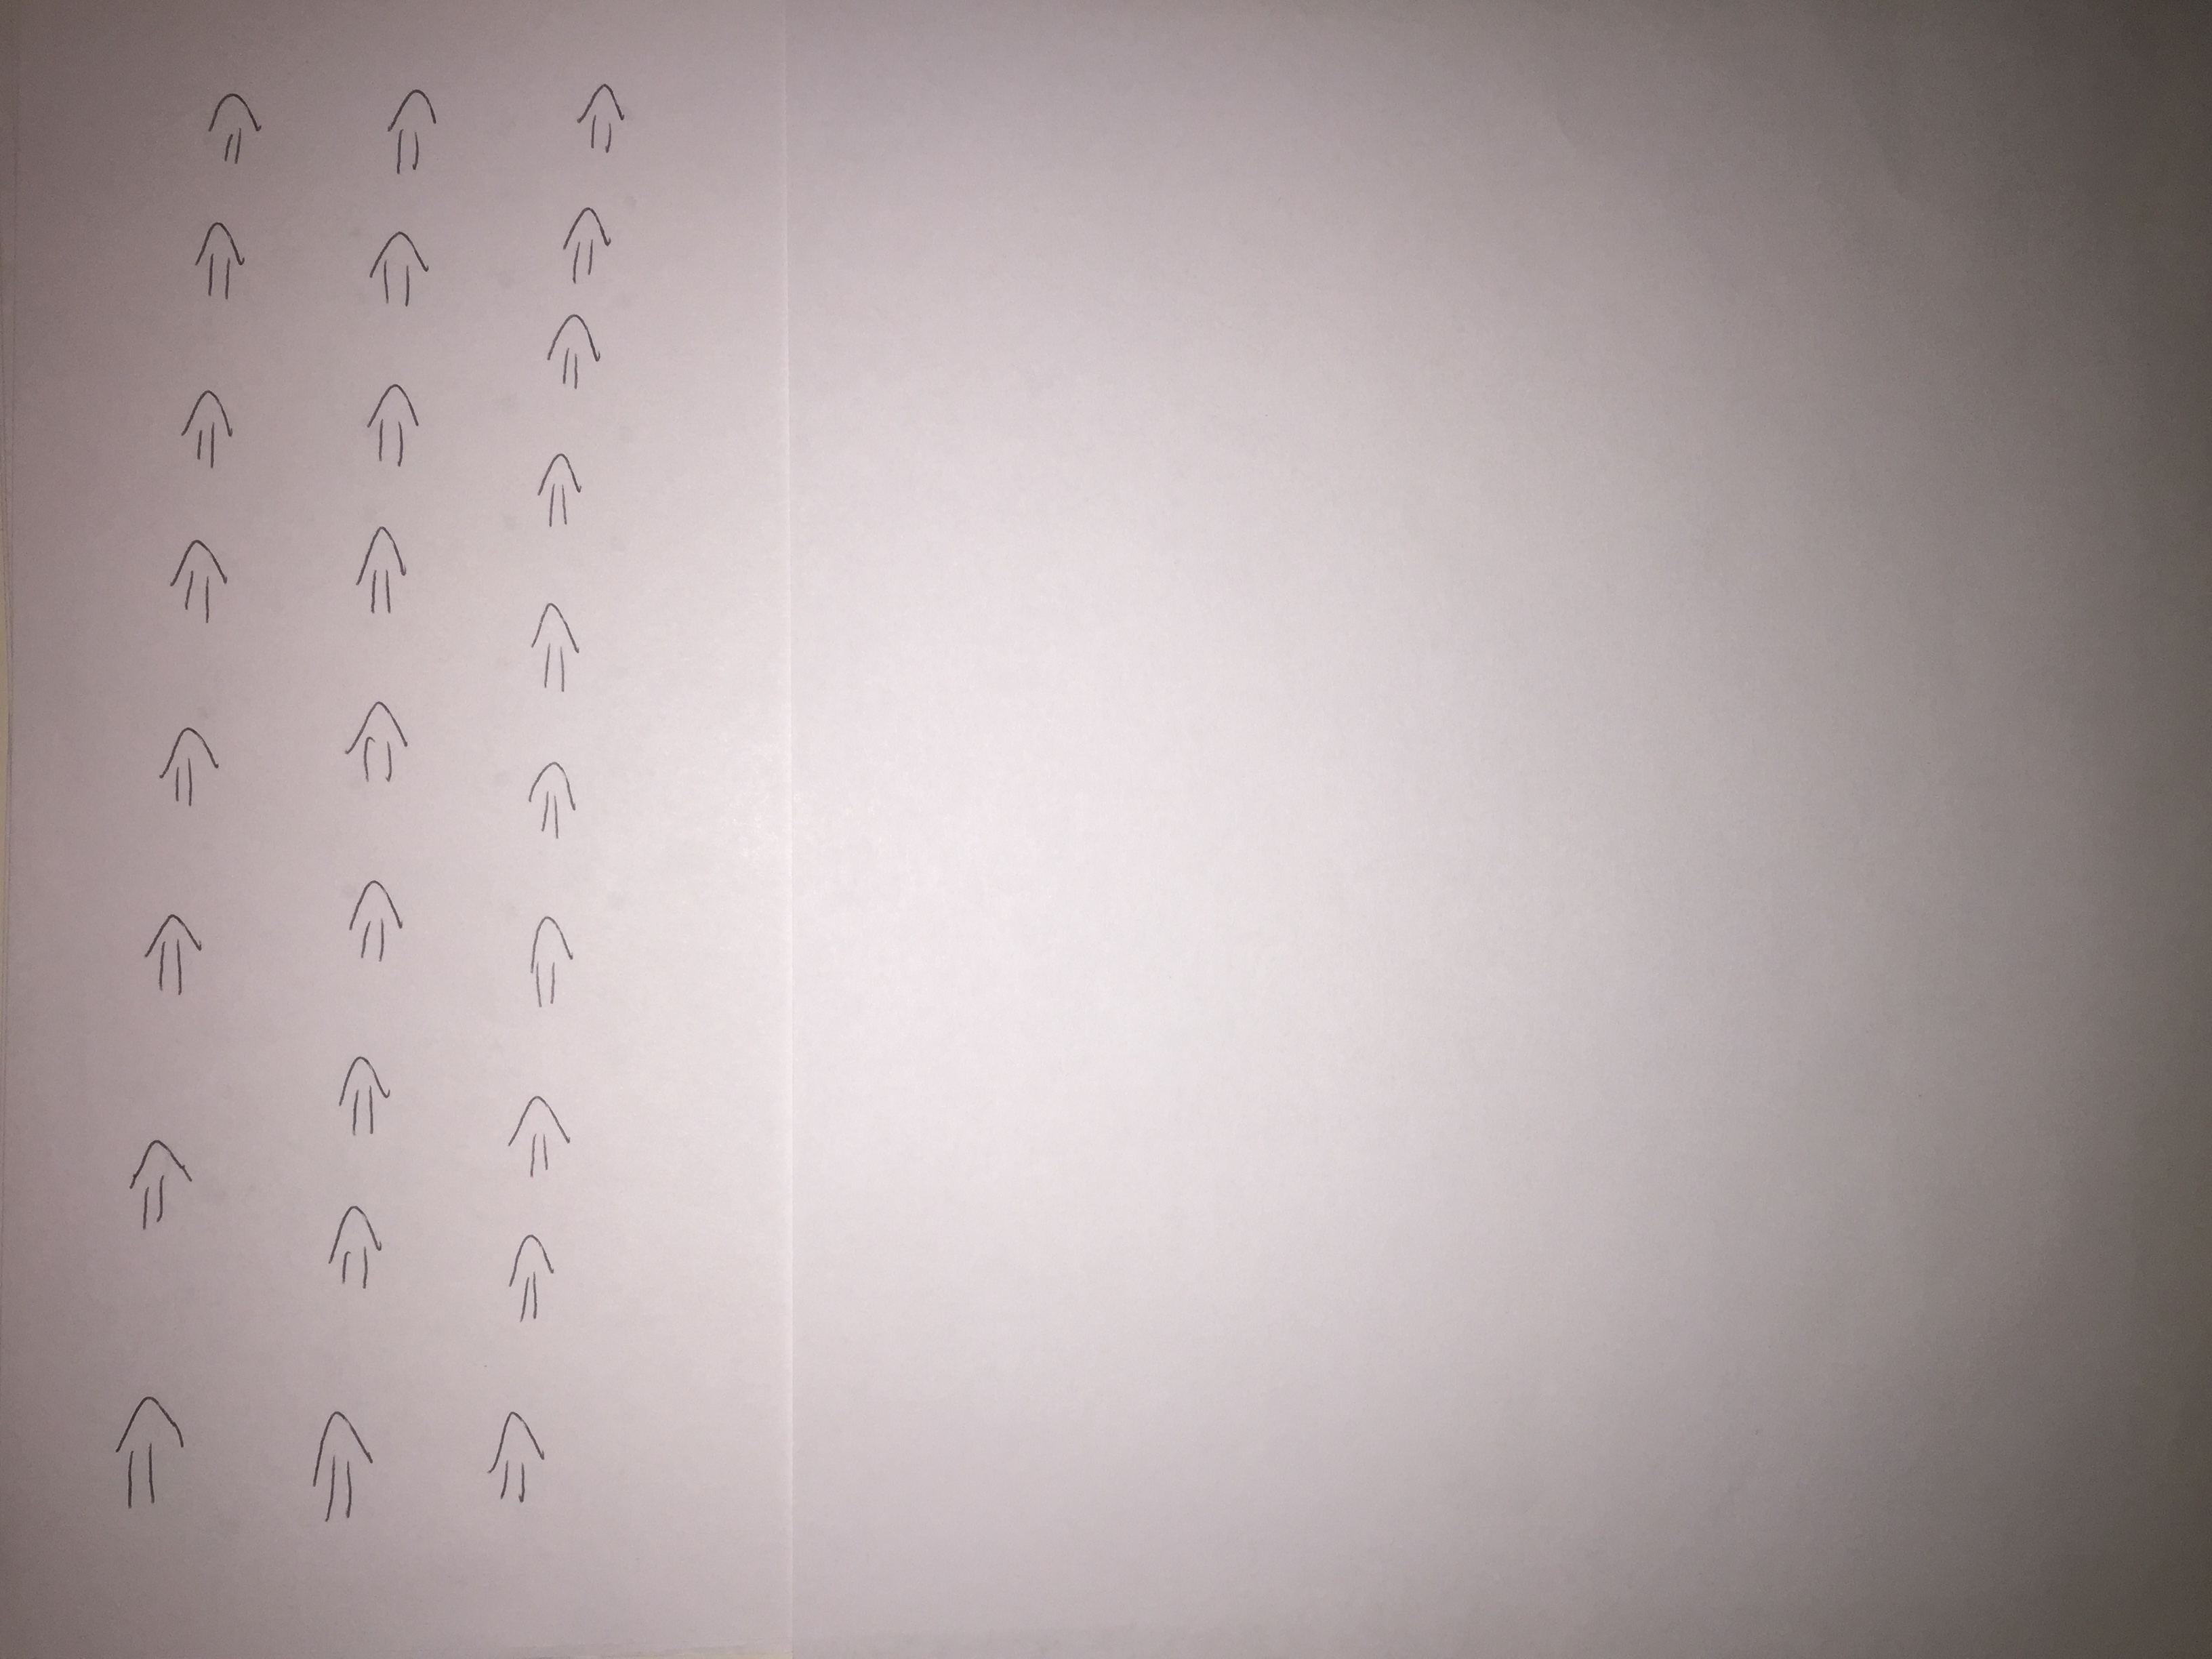 ⇒ ⇒ ⇒ ⇒ ⇒ ⇒ ⇒ ⇒
⇒ ⇒ ⇒ ⇒ ⇒ ⇒ ⇒ ⇒ ⇒
⇒ ⇒ ⇒ ⇒ ⇒ ⇒ ⇒ ⇒ ⇒ ⇒